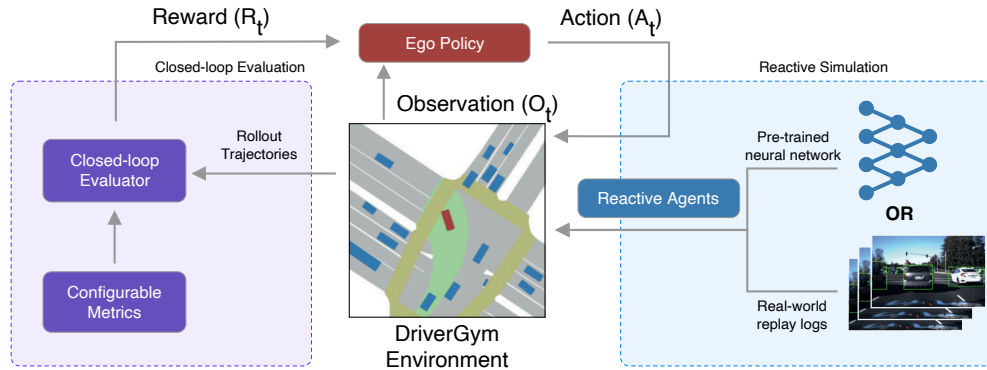 Reward (Rt)
Ego Policy
Action (At)
Closed-loop Evaluation
Reactive Simulation
Observation (Ot)
Rollout
Trajectories
Closed-loop
Evaluator
Pre-trained
neural network
Reactive Agents
OR
Configurable
Metrics
Real-world
replay logs
DriverGym
Environment